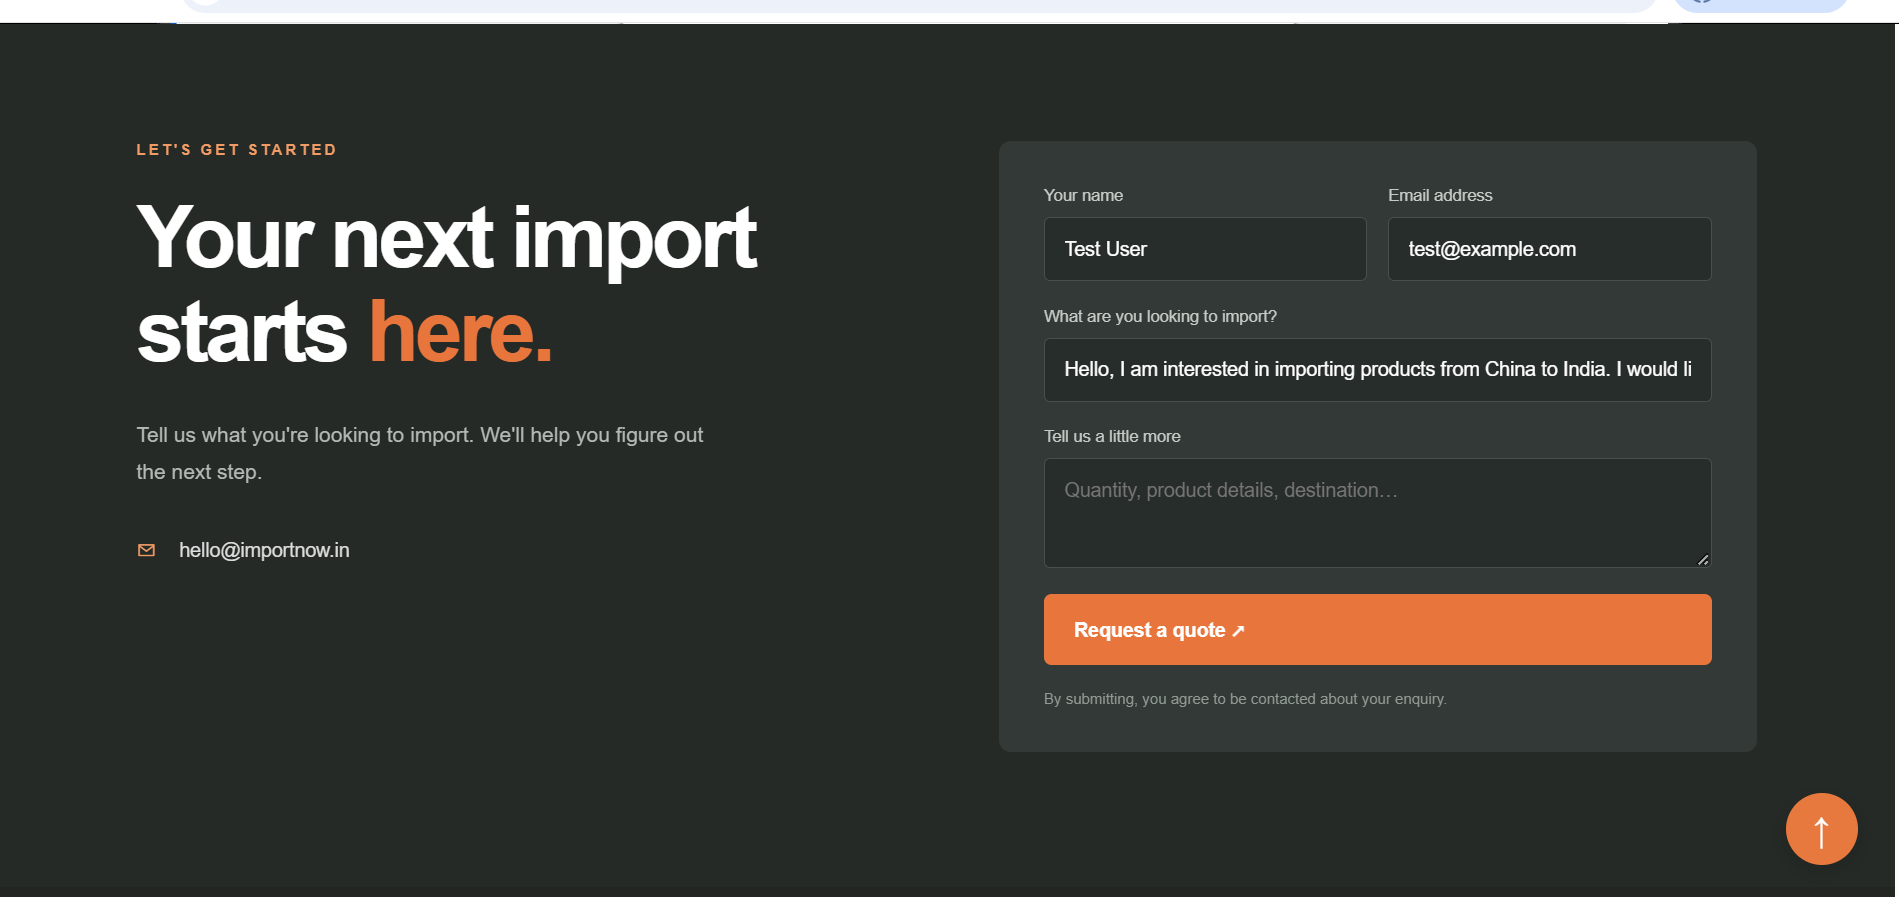 LET'S GET STARTED
Your next import
starts here.
Tell us what you're looking to import. We'll help you figure out
the next step.
hello@importnow.in
Your name
Email address
Test User
test@example.com
What are you looking to import?
Hello, I am interested in importing products from China to India. I would li
Tell us a little more
Quantity, product details, destination…
Request a quote ↗
By submitting, you agree to be contacted about your enquiry.
↑